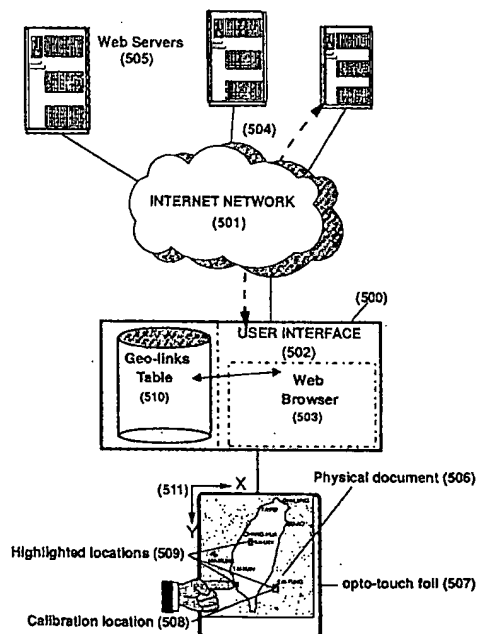 Web Servers
(505)
(504)
INTERNET NETWORK
(501)
(500)
USER INTERFACE
(502)
Geo-links
Table
(510)
Web
Browser
(503)
Physical document (506)
(511)
X
Y
Highlighted locations (509)
opto-touch foil (507)
Calibration location (508)